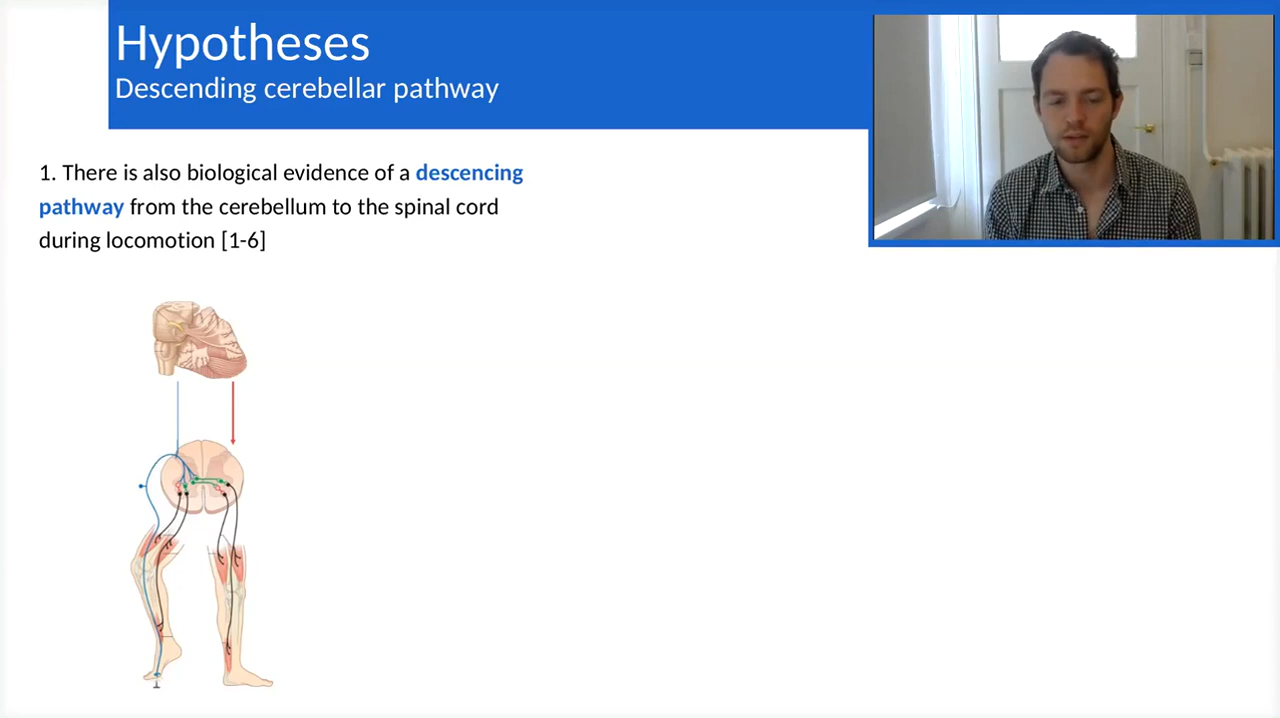 Hypotheses
Descending cerebellar pathway
1. There is also biological evidence of a descencing
pathway from the cerebellum to the spinal cord
during locomotion [1-6]